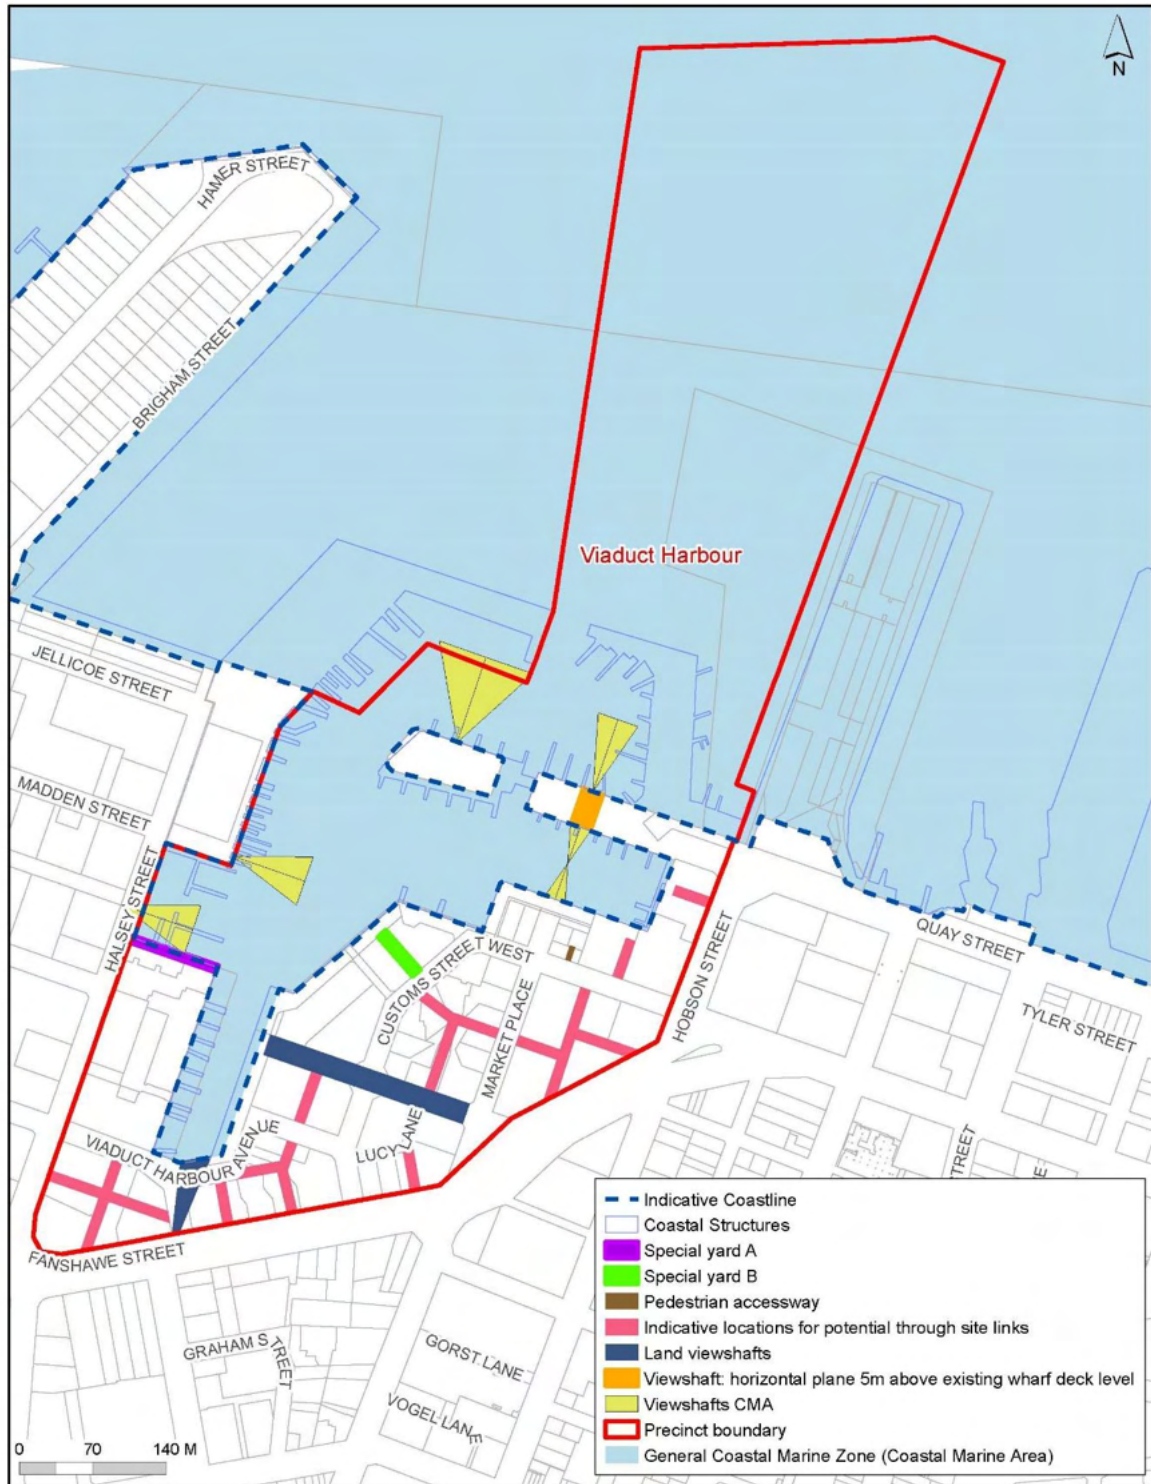 N
HAMER STREET
BRIGHAM STREET
Viaduct Harbour
JELLICOE STREET
MADDEN STREET
HALSEY STREET
QUAY STREET
CUSTOMS STREET WEST
HOBSON STREET
TYLER STREET
MARKET PLACE
VIADUCT HARBOUR AVENUE
LUCY LANE
STREET
FANSHAWE STREET
GRAHAM STREET
GORST LANE
VOGEL LANE
Indicative Coastline
Coastal Structures
Special yard A
Special yard B
Pedestrian accessway
Indicative locations for potential through site links
Land viewshafts
Viewshaft: horizontal plane 5m above existing wharf deck level
Viewshafts CMA
Precinct boundary
General Coastal Marine Zone (Coastal Marine Area)
0 70 140 M